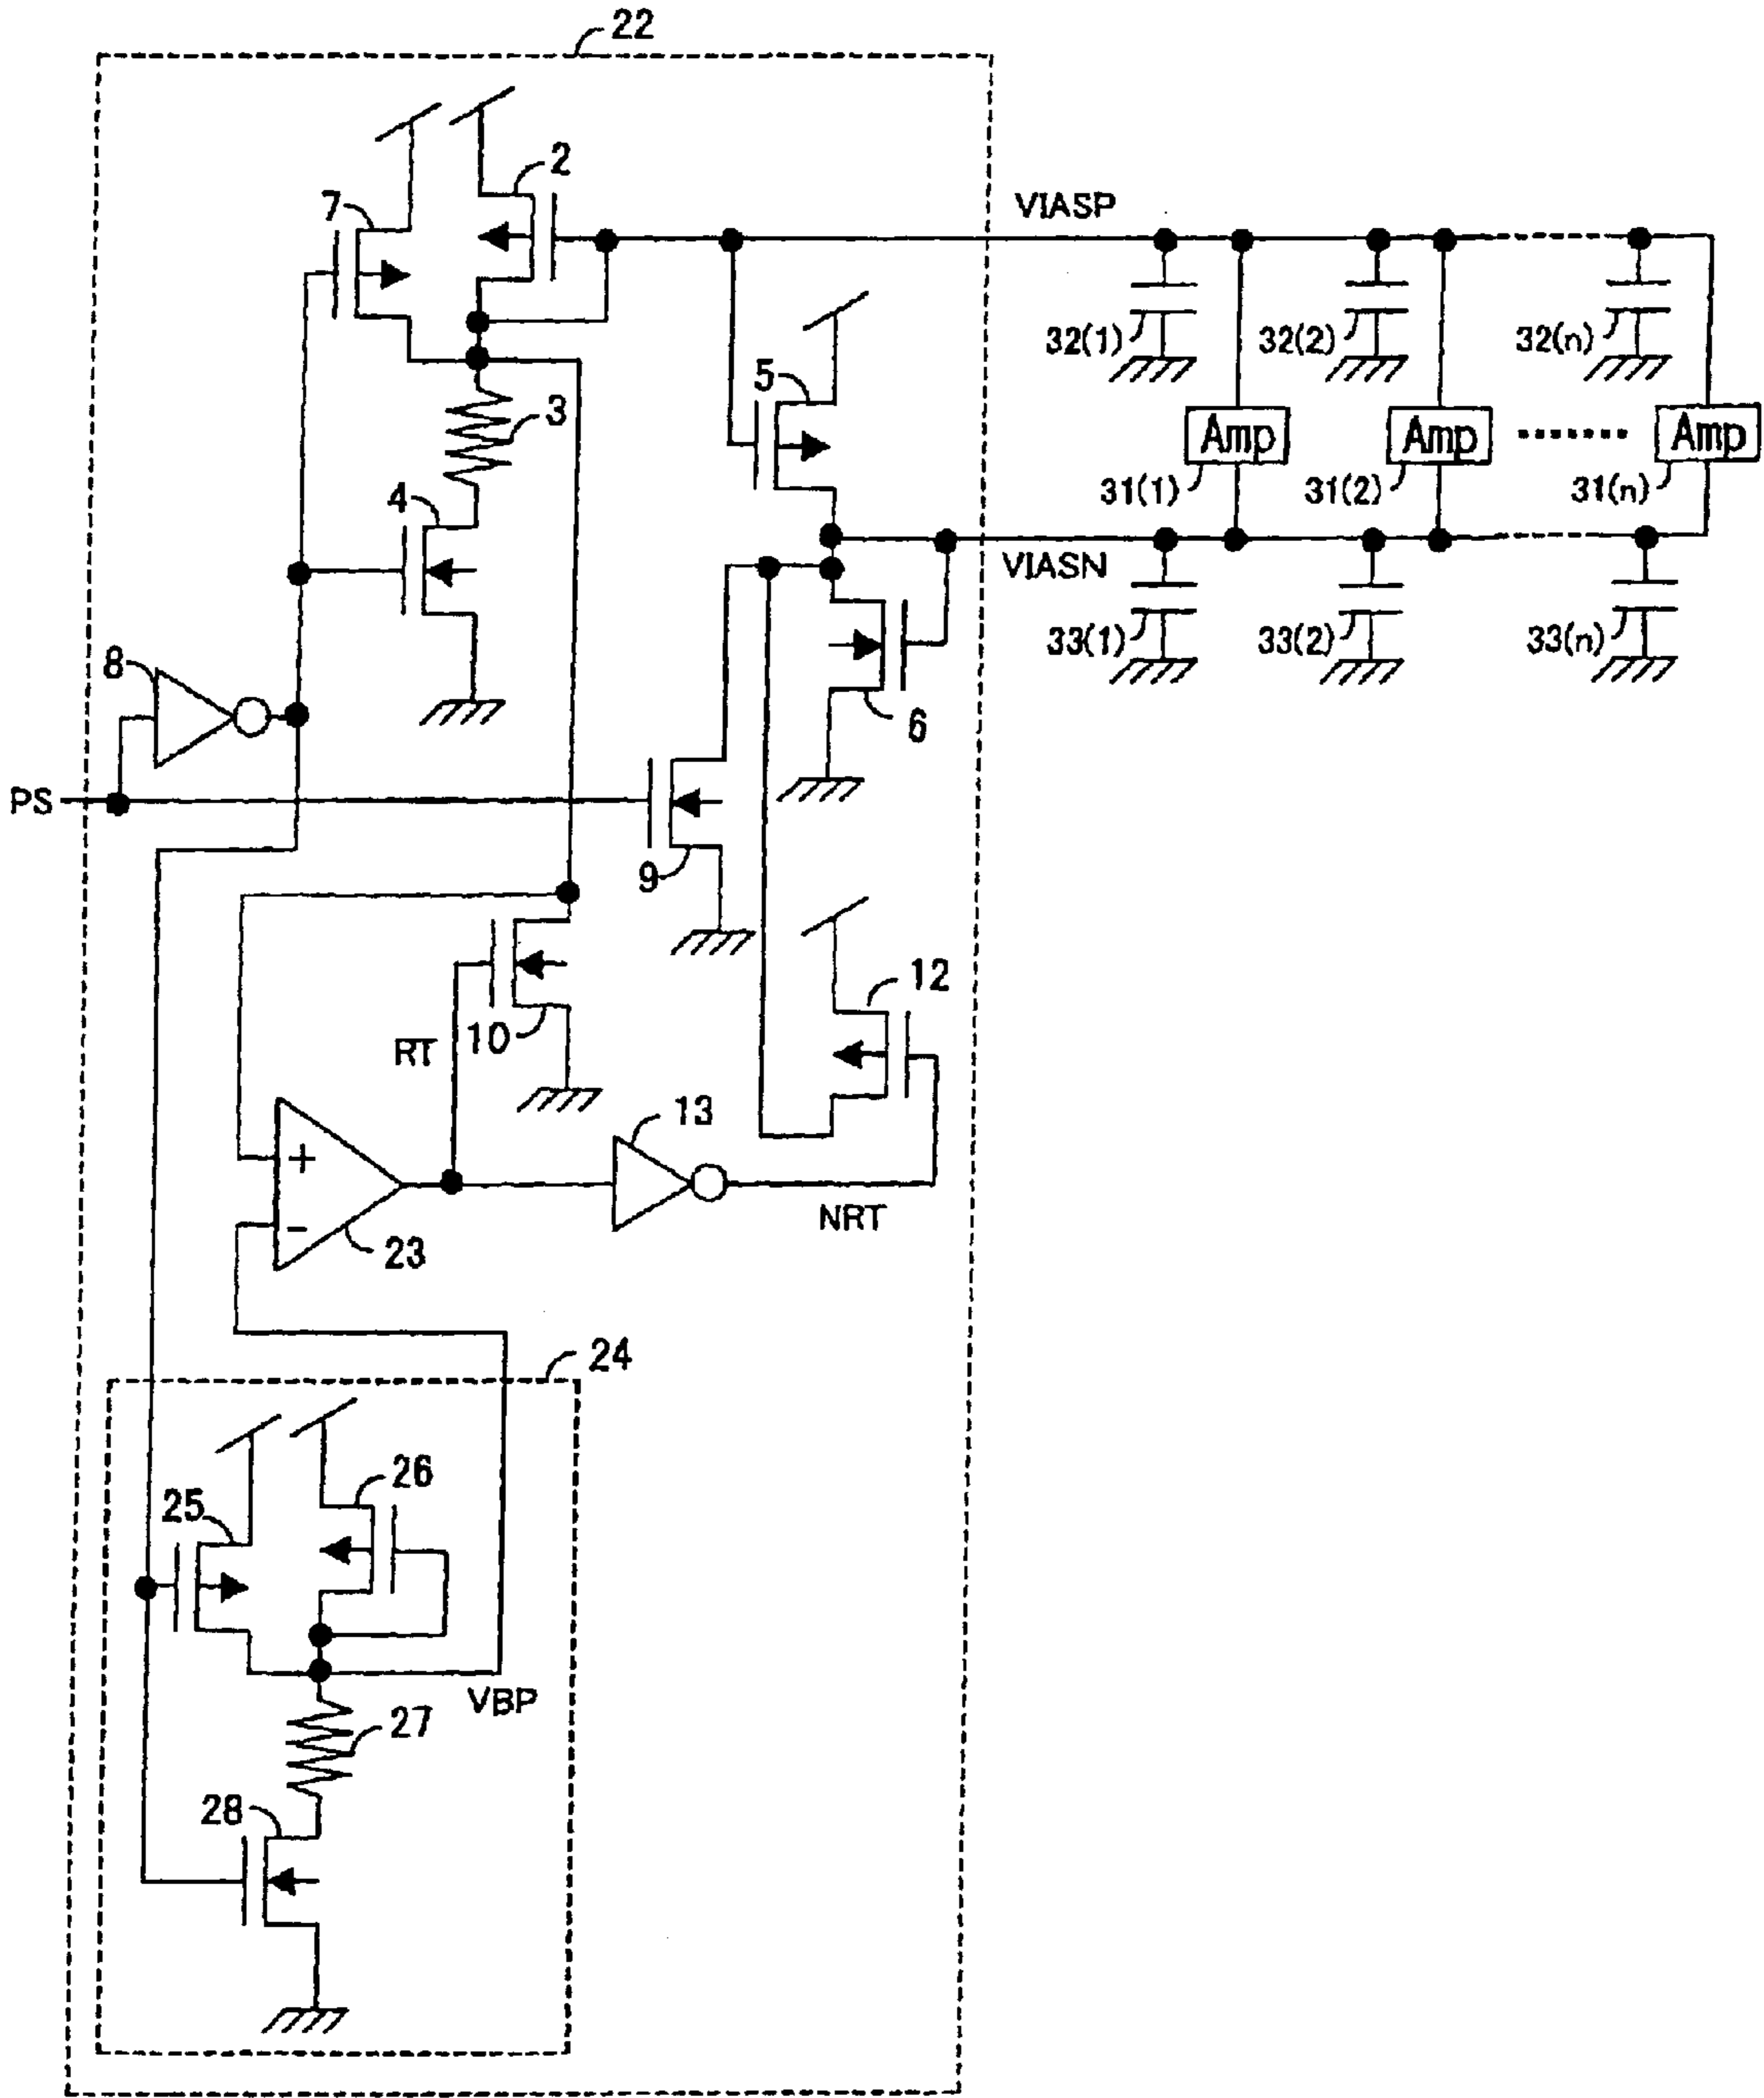 22
2
7
VIASP
32(1)
32(2)
32(n)
5
3
Amp
Amp
Amp
4
31(1)
31(2)
31(n)
VIASN
33(1)
33(2)
33(n)
8
6
PS
9
12
10
RT
13
+
-
23
NRT
24
26
25
VBP
27
28